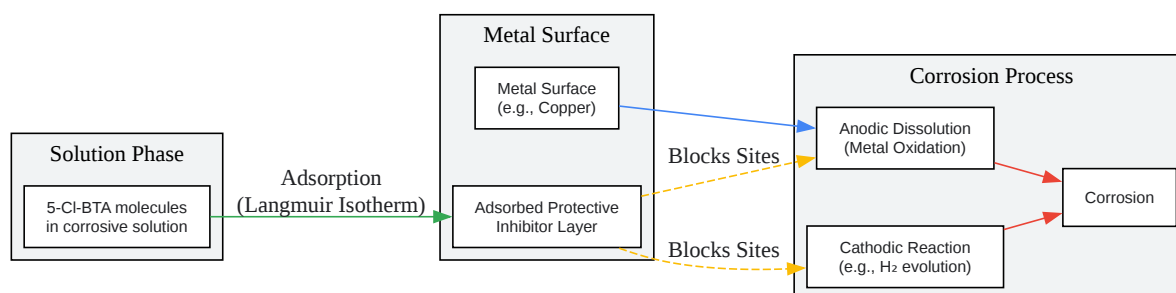 Solution Phase
5-Cl-BTA molecules
in corrosive solution
Adsorption
(Langmuir Isotherm)
Metal Surface
Metal Surface
(e.g., Copper)
Adsorbed Protective
Inhibitor Layer
Blocks Sites
Blocks Sites
Corrosion Process
Anodic Dissolution
(Metal Oxidation)
Cathodic Reaction
(e.g., H₂ evolution)
Corrosion